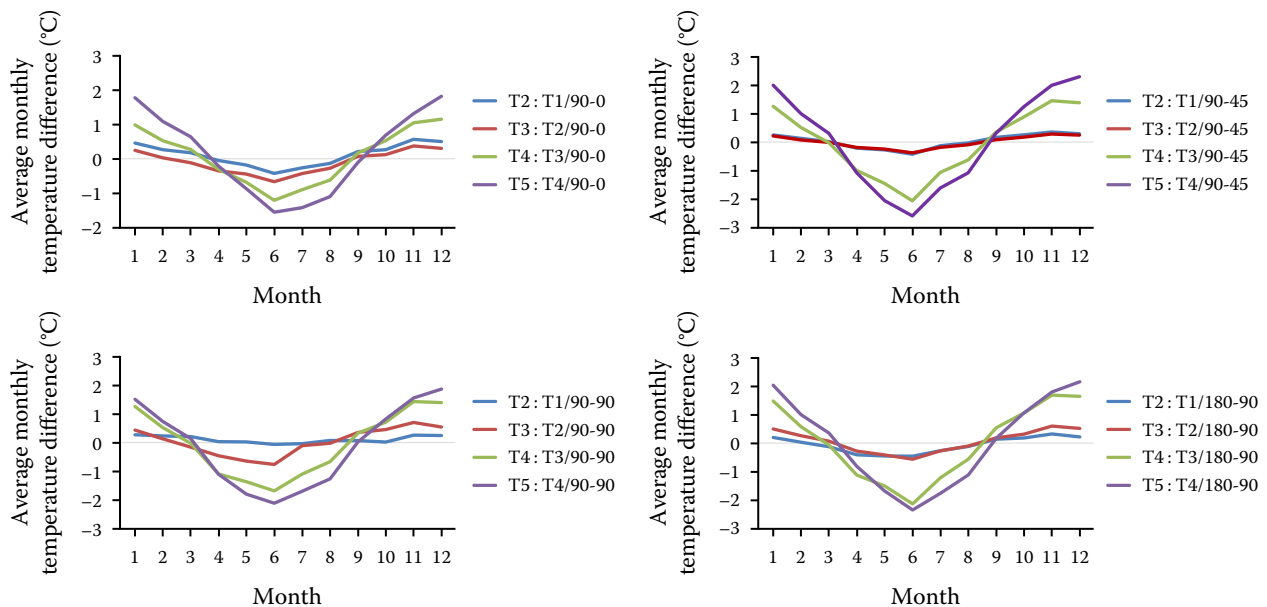 Average monthly
temperature difference (°C)
3
2
1
0
−1
−2
1 2 3 4 5 6 7 8 9 10 11 12
Month
T2 : T1/90-0
T3 : T2/90-0
T4 : T3/90-0
T5 : T4/90-0
Average monthly
temperature difference (°C)
3
2
1
0
−1
−2
−3
1 2 3 4 5 6 7 8 9 10 11 12
Month
T2 : T1/90-45
T3 : T2/90-45
T4 : T3/90-45
T5 : T4/90-45
Average monthly
temperature difference (°C)
3
2
1
0
−1
−2
−3
1 2 3 4 5 6 7 8 9 10 11 12
Month
T2 : T1/90-90
T3 : T2/90-90
T4 : T3/90-90
T5 : T4/90-90
Average monthly
temperature difference (°C)
3
2
1
0
−1
−2
−3
1 2 3 4 5 6 7 8 9 10 11 12
Month
T2 : T1/180-90
T3 : T2/180-90
T4 : T3/180-90
T5 : T4/180-90